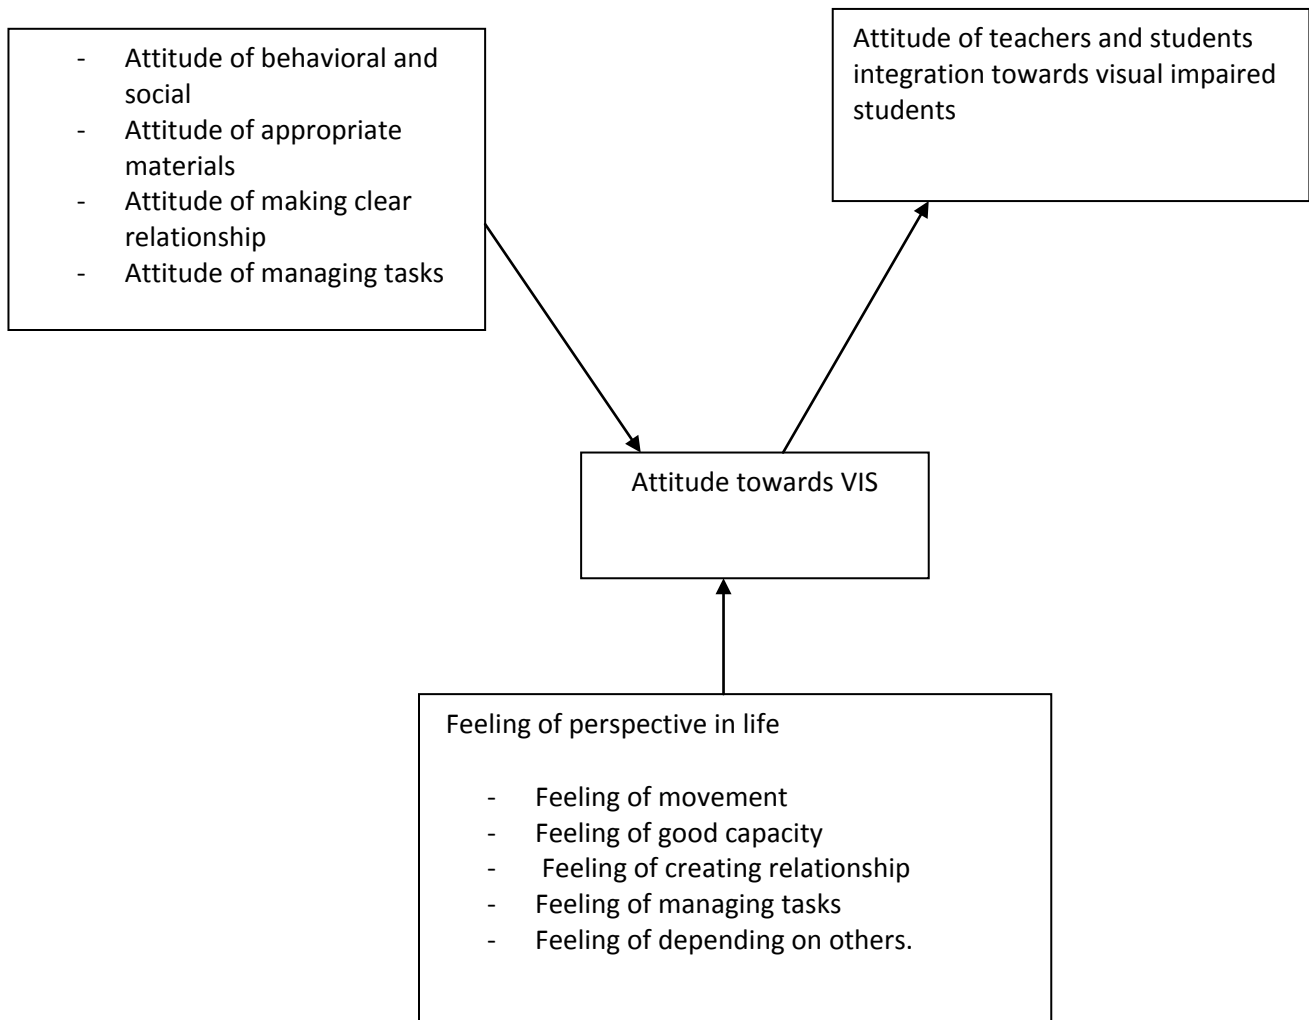 - Attitude of behavioral and
social
- Attitude of appropriate
materials
- Attitude of making clear
relationship
- Attitude of managing tasks
Attitude of teachers and students
integration towards visual impaired
students
Attitude towards VIS
Feeling of perspective in life
- Feeling of movement
- Feeling of good capacity
- Feeling of creating relationship
- Feeling of managing tasks
- Feeling of depending on others.